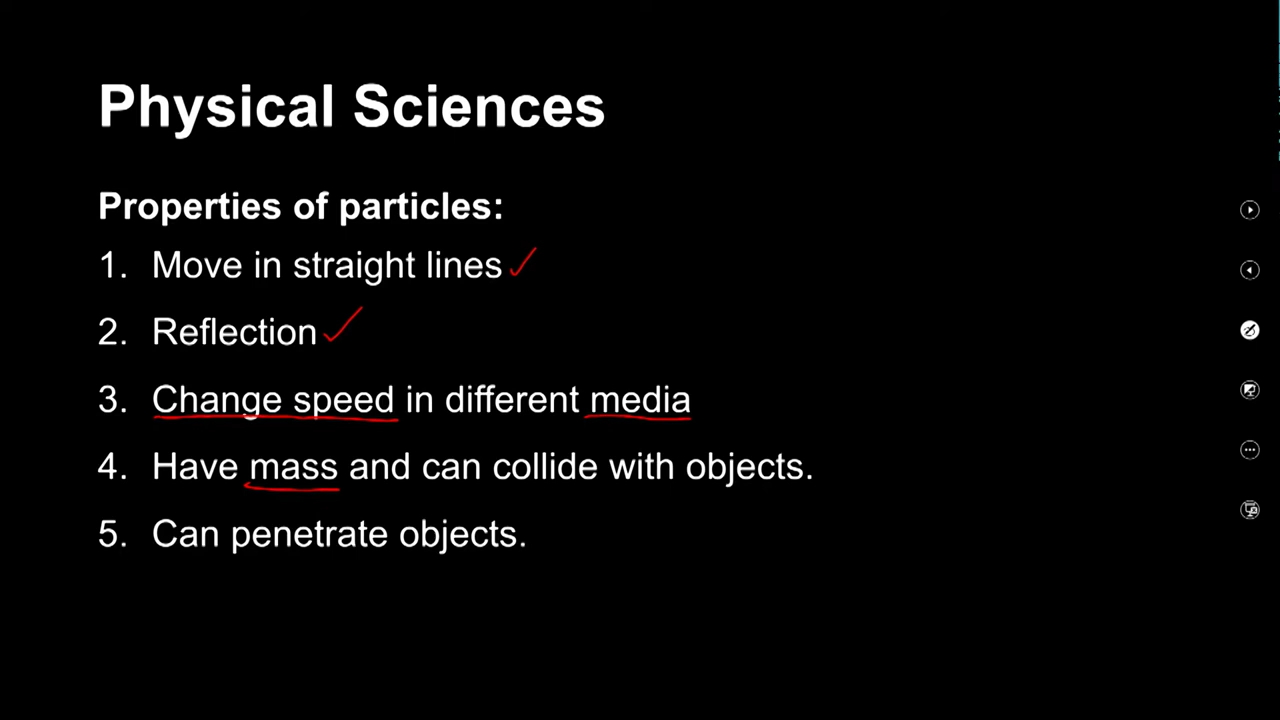 Physical Sciences
Properties of particles:
1. Move in straight lines
2. Reflection
3. Change speed in different media
4. Have mass and can collide with objects.
5. Can penetrate objects.